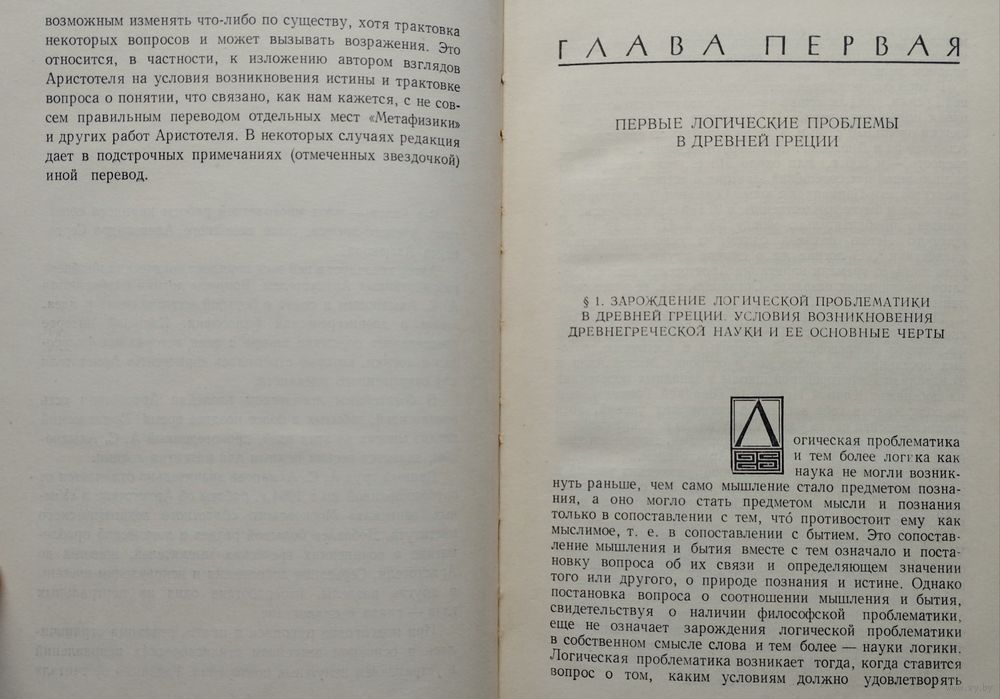 возможным изменять что-либо по существу, хотя трактовка
некоторых вопросов и может вызывать возражения. Это
относится, в частности, к изложению автором взглядов
Аристотеля на условия возникновения истины и трактовке
вопроса о понятии, что связано, как нам кажется, с не сов-
сем правильным переводом отдельных мест «Метафизики»
и других работ Аристотеля. В некоторых случаях редакция
дает в подстрочных примечаниях (отмеченных звездочкой)
иной перевод.
ГЛАВА ПЕРВАЯ
ПЕРВЫЕ ЛОГИЧЕСКИЕ ПРОБЛЕМЫ
В ДРЕВНЕЙ ГРЕЦИИ
§ 1. ЗАРОЖДЕНИЕ ЛОГИЧЕСКОЙ ПРОБЛЕМАТИКИ
В ДРЕВНЕЙ ГРЕЦИИ. УСЛОВИЯ ВОЗНИКНОВЕНИЯ
ДРЕВНЕГРЕЧЕСКОЙ НАУКИ И ЕЕ ОСНОВНЫЕ ЧЕРТЫ
Логическая проблематика
и тем более логика как
наука не могли возник-
нуть раньше, чем само мышление стало предметом позна-
ния, а оно могло стать предметом мысли и познания
только в сопоставлении с тем, что́ противостоит ему как
мыслимое, т. е. в сопоставлении с бытием. Это сопостав-
ление мышления и бытия вместе с тем означало и поста-
новку вопроса об их связи и определяющем значении
того или другого, о природе познания и истине. Однако
постановка вопроса о соотношении мышления и бытия,
свидетельствуя о наличии философской проблематики,
еще не означает зарождения логической проблематики
в собственном смысле слова и тем более — науки логики.
Логическая проблематика возникает тогда, когда ставится
вопрос о том, каким условиям должно удовлетворять